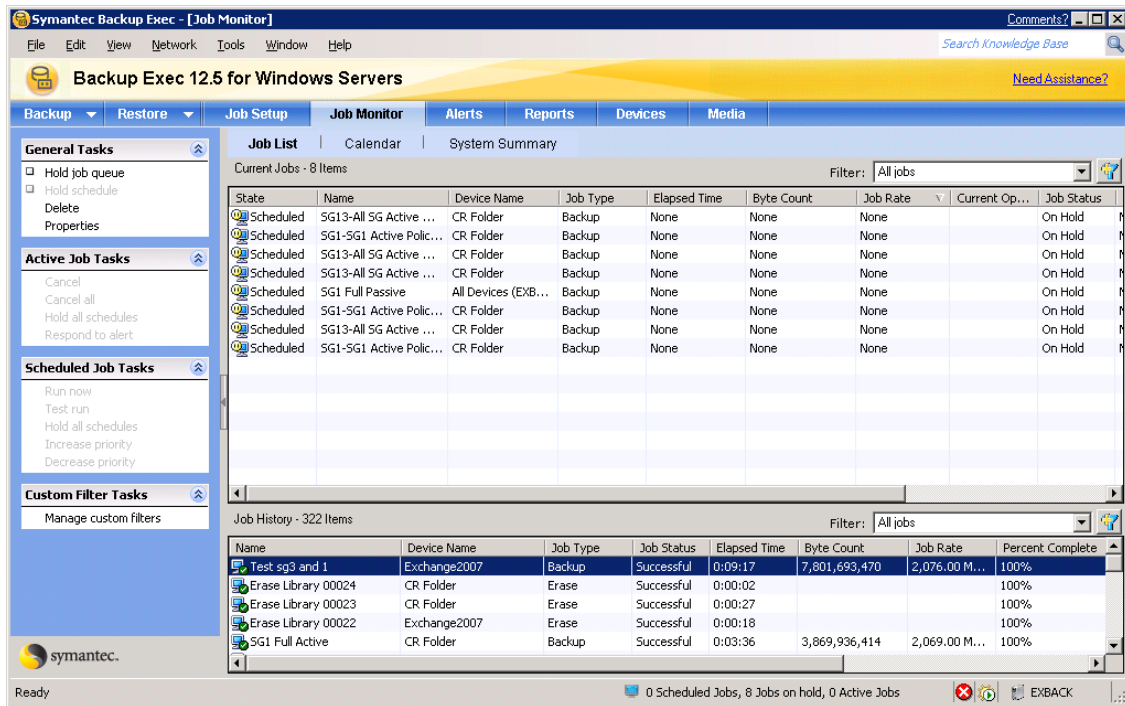 Symantec Backup Exec - [Job Monitor] Comments?
File Edit View Network Tools Window Help Search Knowledge Base
Backup Exec 12.5 for Windows Servers Need Assistance?
Backup Restore Job Setup Job Monitor Alerts Reports Devices Media
General Tasks
Hold job queue
Hold schedule
Delete
Properties
Active Job Tasks
Cancel
Cancel all
Hold all schedules
Respond to alert
Scheduled Job Tasks
Run now
Test run
Hold all schedules
Increase priority
Decrease priority
Custom Filter Tasks
Manage custom filters
symantec.
Job List Calendar System Summary
Current Jobs - 8 Items Filter: All jobs
State Name Device Name Job Type Elapsed Time Byte Count Job Rate Current Op... Job Status
Scheduled SG13-All SG Active ... CR Folder Backup None None None On Hold
Scheduled SG1-SG1 Active Polic... CR Folder Backup None None None On Hold
Scheduled SG13-All SG Active ... CR Folder Backup None None None On Hold
Scheduled SG13-All SG Active ... CR Folder Backup None None None On Hold
Scheduled SG1 Full Passive All Devices (EXB... Backup None None None On Hold
Scheduled SG1-SG1 Active Polic... CR Folder Backup None None None On Hold
Scheduled SG13-All SG Active ... CR Folder Backup None None None On Hold
Scheduled SG1-SG1 Active Polic... CR Folder Backup None None None On Hold
Job History - 322 Items Filter: All jobs
Name Device Name Job Type Job Status Elapsed Time Byte Count Job Rate Percent Complete
Test sg3 and 1 Exchange2007 Backup Successful 0:09:17 7,801,693,470 2,076.00 M... 100%
Erase Library 00024 CR Folder Erase Successful 0:00:02 100%
Erase Library 00023 CR Folder Erase Successful 0:00:27 100%
Erase Library 00022 Exchange2007 Erase Successful 0:00:18 100%
SG1 Full Active CR Folder Backup Successful 0:03:36 3,869,936,414 2,069.00 M... 100%
Ready 0 Scheduled Jobs, 8 Jobs on hold, 0 Active Jobs EXBACK